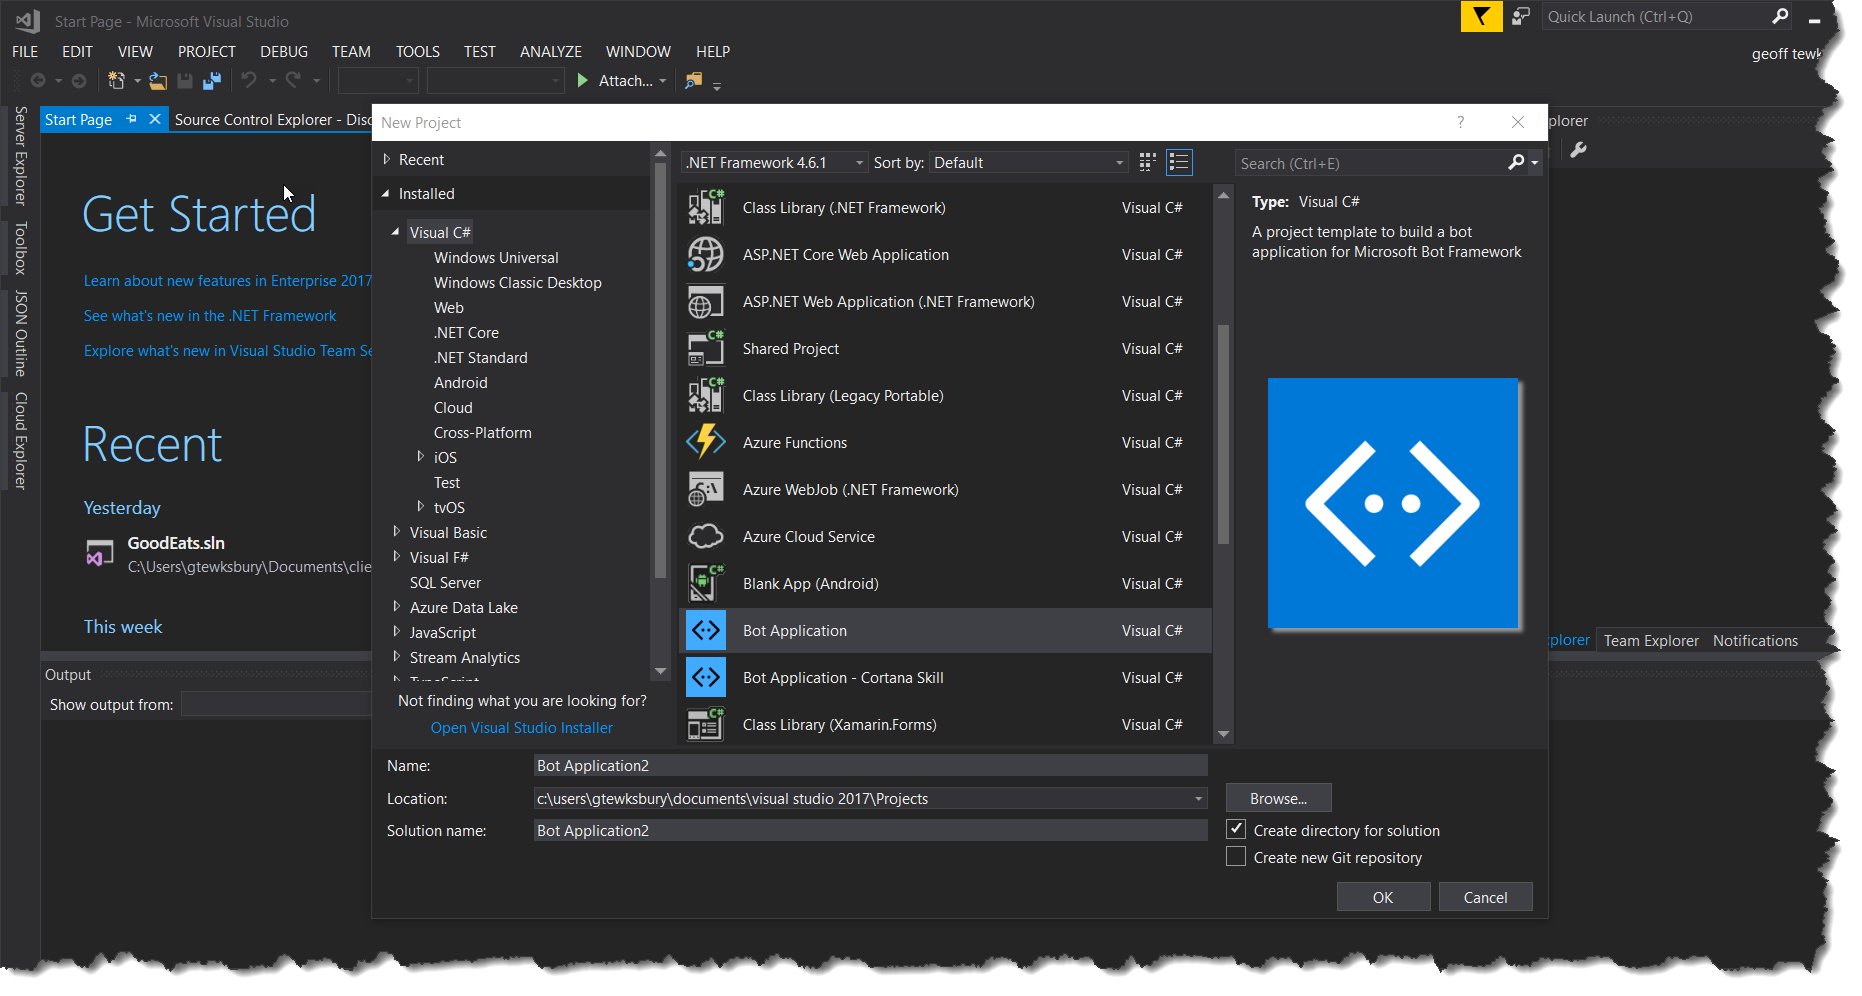 Start Page - Microsoft Visual Studio
Quick Launch (Ctrl+Q)
FILE EDIT VIEW PROJECT DEBUG TEAM TOOLS TEST ANALYZE WINDOW HELP
geoff tewk
Attach...
Server Explorer
Toolbox
JSON Outline
Cloud Explorer
Start Page
Source Control Explorer - Disc
Get Started
Learn about new features in Enterprise 2017
See what's new in the .NET Framework
Explore what's new in Visual Studio Team Se
Recent
Yesterday
GoodEats.sln
C:\Users\gtewksbury\Documents\clie
This week
Output
Show output from:
New Project
?
Recent
Installed
Visual C#
Windows Universal
Windows Classic Desktop
Web
.NET Core
.NET Standard
Android
Cloud
Cross-Platform
iOS
Test
tvOS
Visual Basic
Visual F#
SQL Server
Azure Data Lake
JavaScript
Stream Analytics
TypeScript
Not finding what you are looking for?
Open Visual Studio Installer
.NET Framework 4.6.1 Sort by: Default
Search (Ctrl+E)
Class Library (.NET Framework) Visual C#
ASP.NET Core Web Application Visual C#
ASP.NET Web Application (.NET Framework) Visual C#
Shared Project Visual C#
Class Library (Legacy Portable) Visual C#
Azure Functions Visual C#
Azure WebJob (.NET Framework) Visual C#
Azure Cloud Service Visual C#
Blank App (Android) Visual C#
Bot Application Visual C#
Bot Application - Cortana Skill Visual C#
Class Library (Xamarin.Forms) Visual C#
Type: Visual C#
A project template to build a bot
application for Microsoft Bot Framework
Name: Bot Application2
Location: c:\users\gtewksbury\documents\visual studio 2017\Projects
Browse...
Solution name: Bot Application2
Create directory for solution
Create new Git repository
OK Cancel
plorer
xplorer Team Explorer Notifications